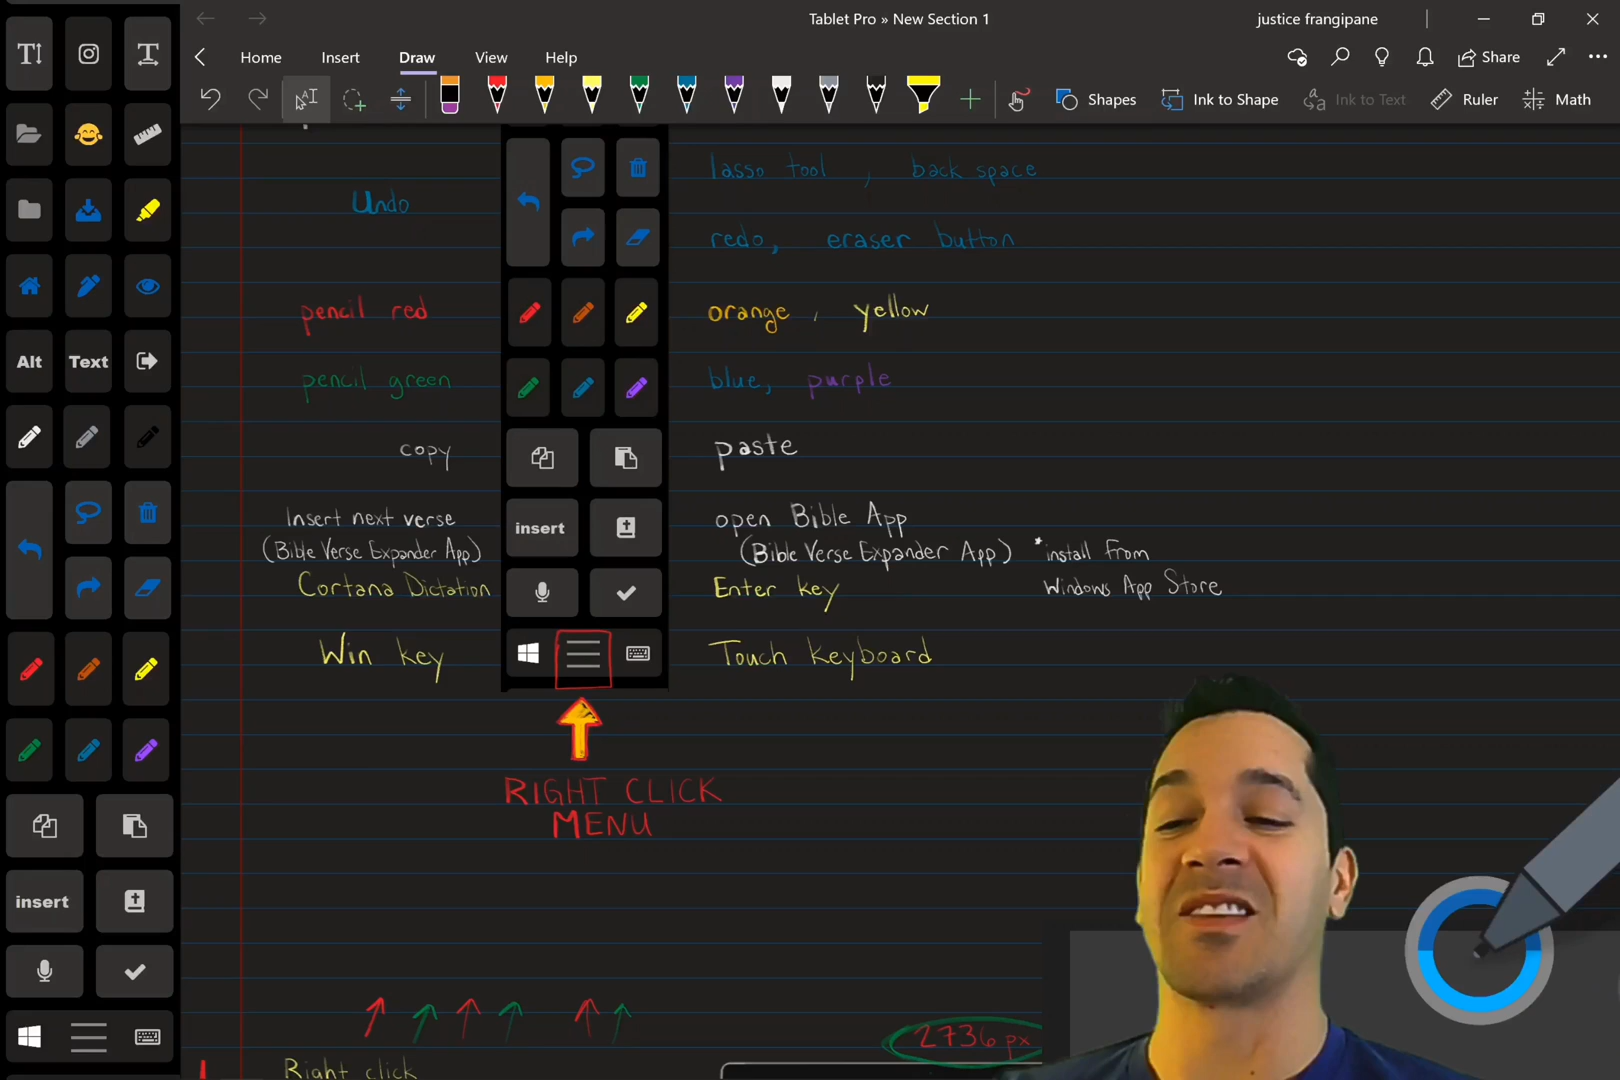 Tablet Pro » New Section 1
justice frangipane
Home Insert Draw View Help
Share
Shapes
Ink to Shape
Ink to Text
Ruler
Math
Alt
Text
insert
lasso tool , back space
Undo
redo, eraser button
pencil red
orange , yellow
pencil green
blue, purple
copy
paste
Insert next verse
(Bible Verse Expander App)
insert
open Bible App
(Bible Verse Expander App)
*install from
Windows App Store
Cortana Dictation
Enter key
Win key
Touch Keyboard
RIGHT CLICK
MENU
2736 px
Right click